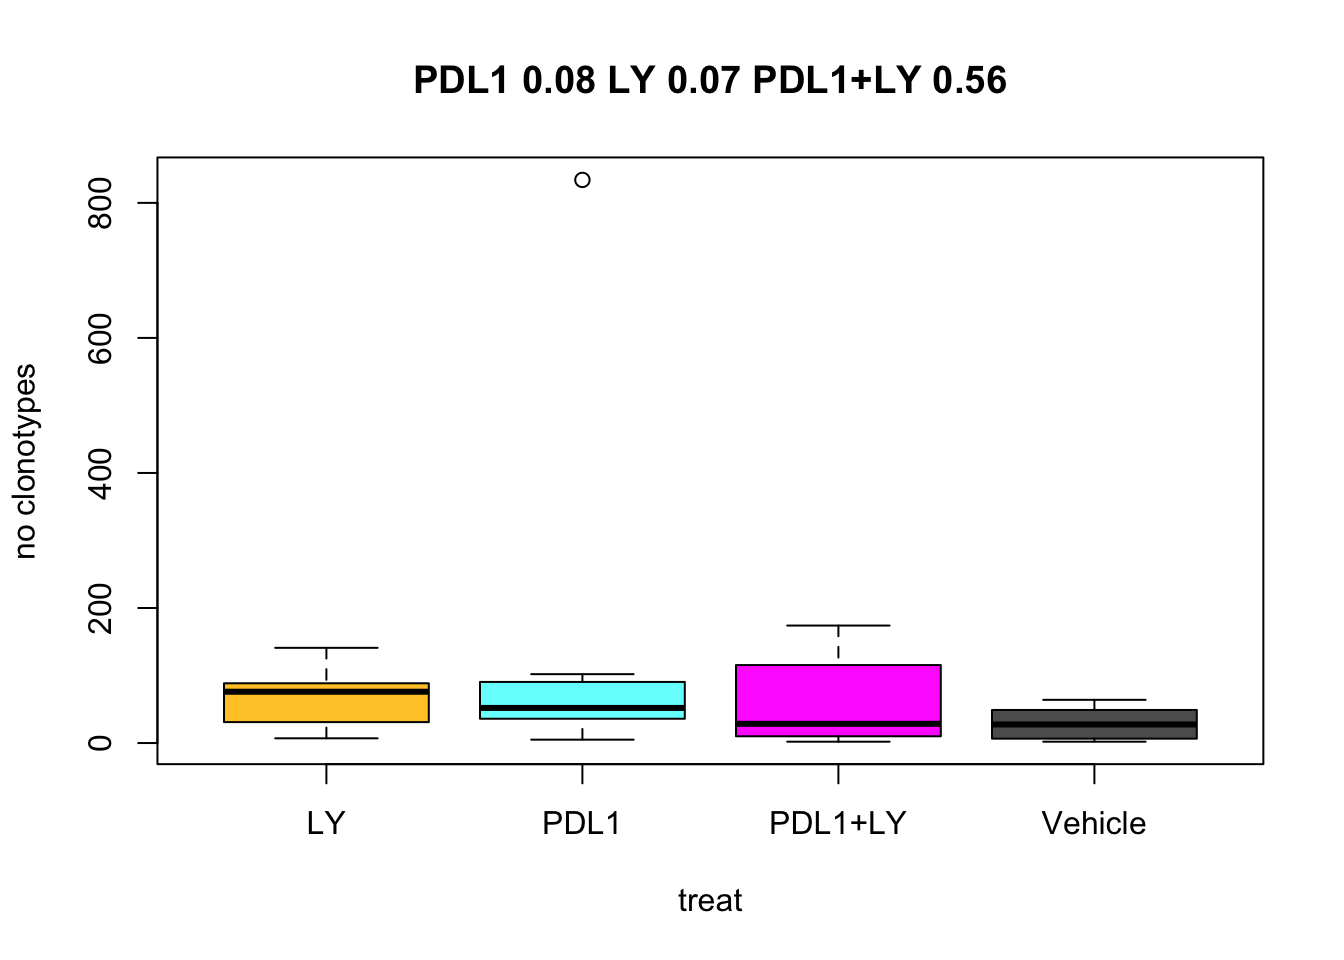 PDL1 0.08 LY 0.07 PDL1+LY 0.56
no clonotypes
800
600
400
200
0
LY PDL1 PDL1+LY Vehicle
treat